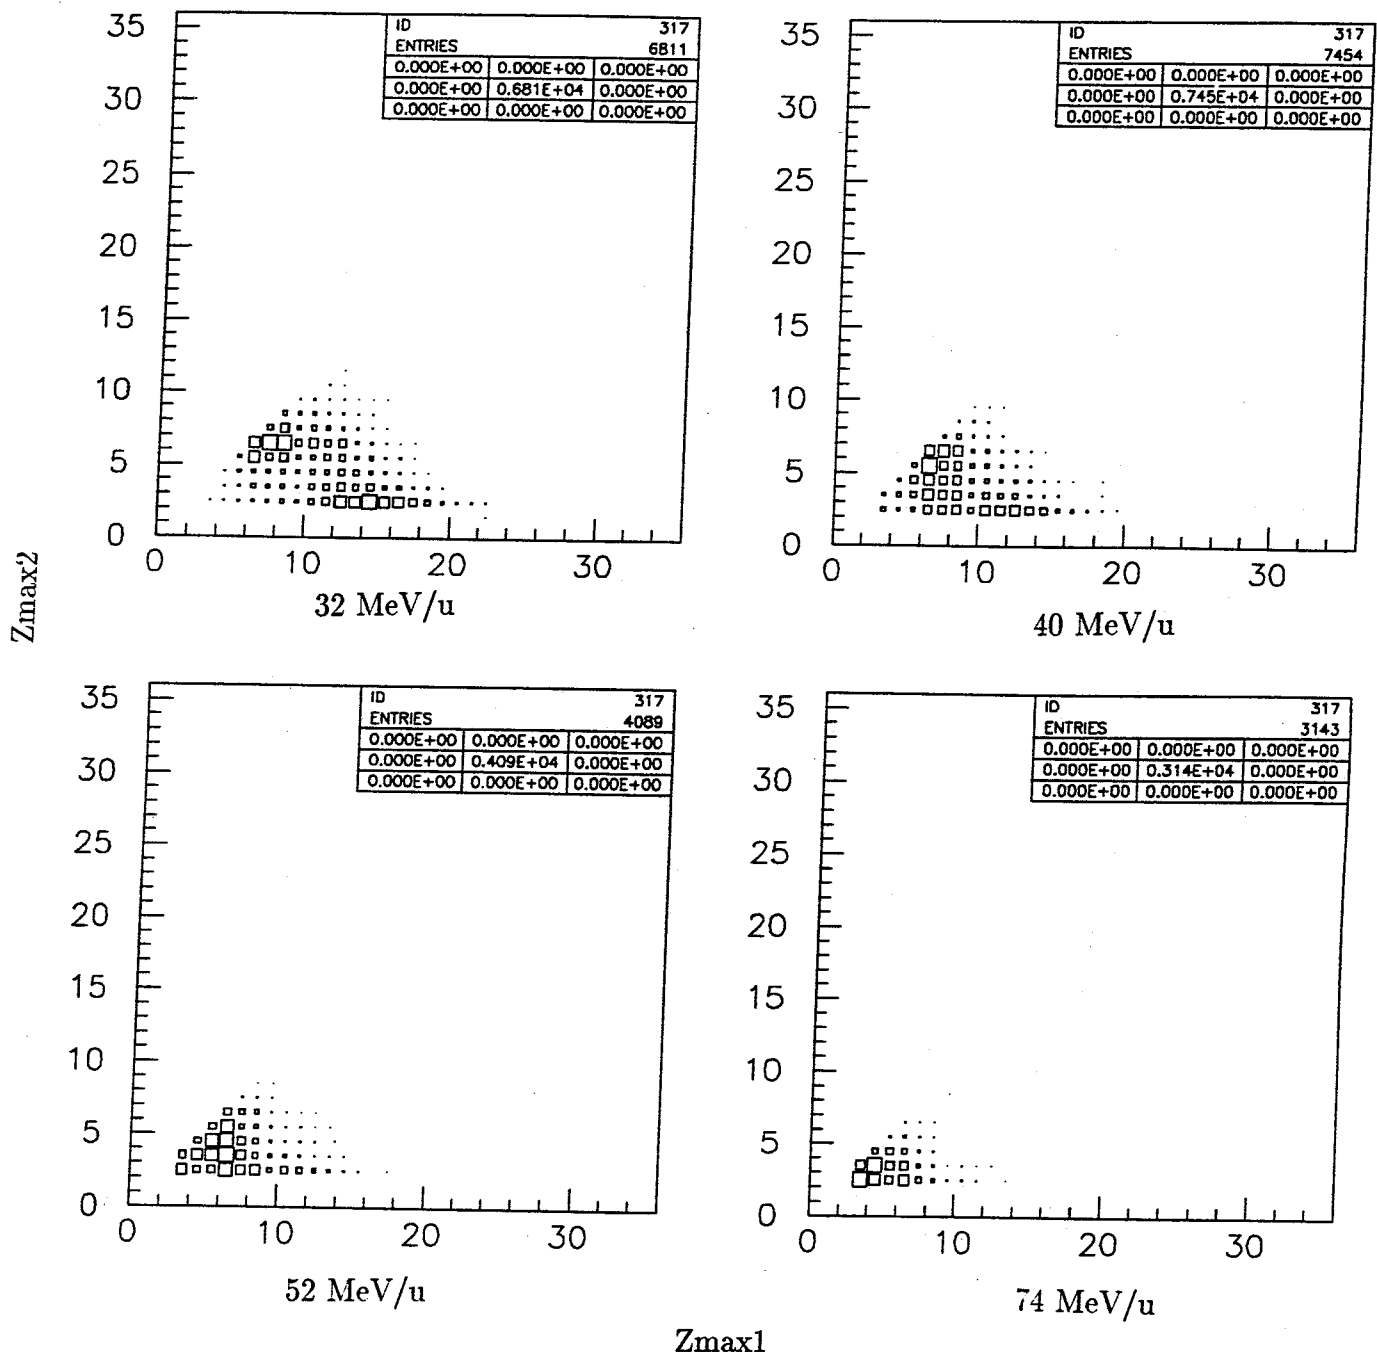 ID 317
ENTRIES 6811
0.000E+00 0.000E+00 0.000E+00
0.000E+00 0.681E+04 0.000E+00
0.000E+00 0.000E+00 0.000E+00
35
30
25
20
15
10
5
0
0 10 20 30
32 MeV/u
ID 317
ENTRIES 7454
0.000E+00 0.000E+00 0.000E+00
0.000E+00 0.745E+04 0.000E+00
0.000E+00 0.000E+00 0.000E+00
35
30
25
20
15
10
5
0
0 10 20 30
40 MeV/u
Zmax2
ID 317
ENTRIES 4089
0.000E+00 0.000E+00 0.000E+00
0.000E+00 0.409E+04 0.000E+00
0.000E+00 0.000E+00 0.000E+00
35
30
25
20
15
10
5
0
0 10 20 30
52 MeV/u
ID 317
ENTRIES 3143
0.000E+00 0.000E+00 0.000E+00
0.000E+00 0.314E+04 0.000E+00
0.000E+00 0.000E+00 0.000E+00
35
30
25
20
15
10
5
0
0 10 20 30
74 MeV/u
Zmax1